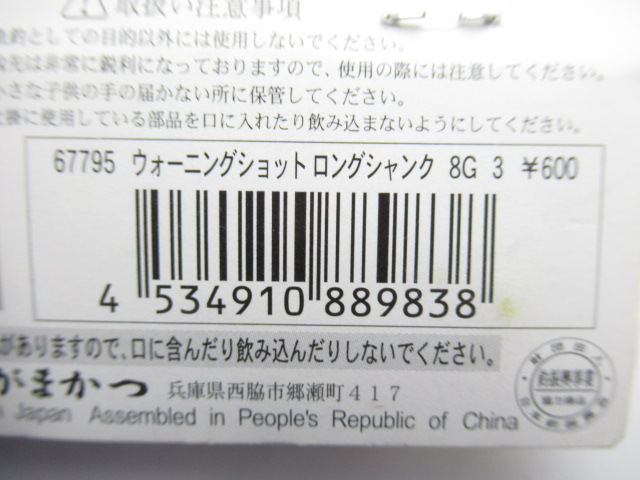 取扱い注意事項
釣としての目的以外には使用しないでください。
先は非常に鋭利になっておりますので、使用の際には注意してください。
小さな子供の手の届かない所に保管してください。
掛に使用している部品を口に入れたり飲み込まないようにしてください。
67795 ウォーニングショット ロングシャンク 8G 3 ¥600
4 534910 889838
がありますので、口に含んだり飲み込んだりしないでください。
がまかつ 兵庫県西脇市郷瀬町417
Japan Assembled in People's Republic of China